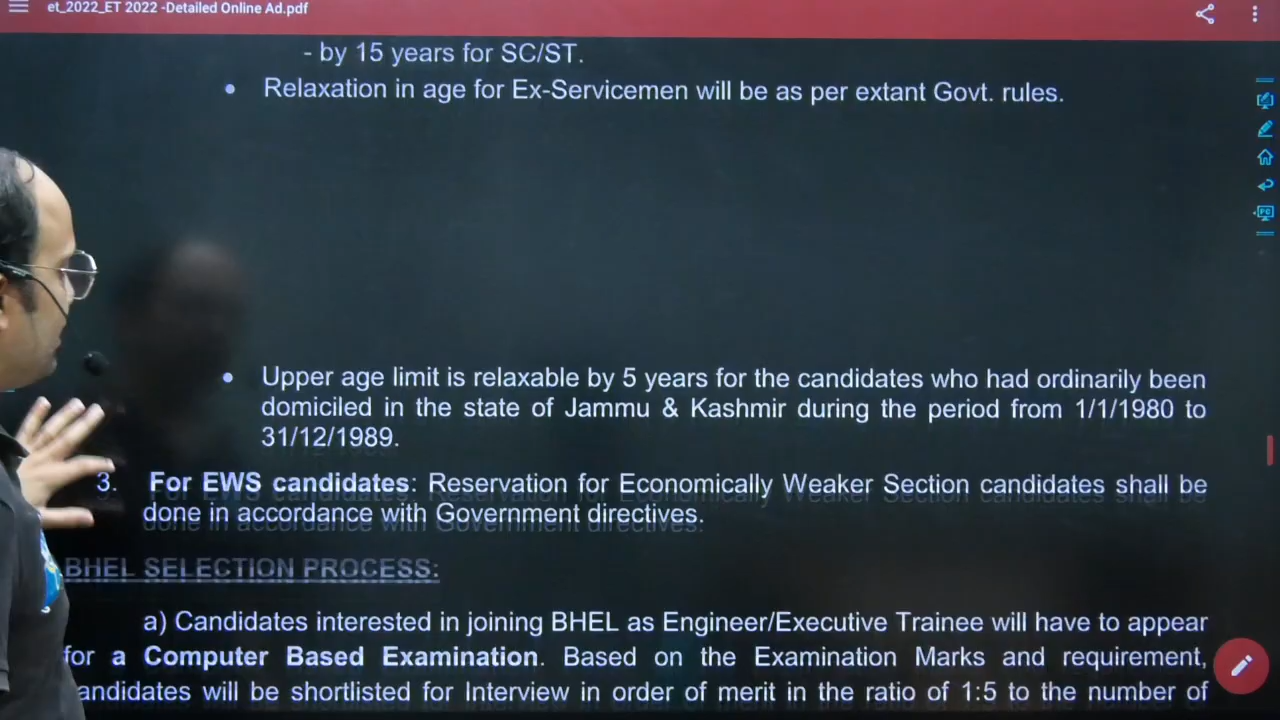 et_2022_ET 2022 -Detailed Online Ad.pdf
- by 15 years for SC/ST.
• Relaxation in age for Ex-Servicemen will be as per extant Govt. rules.
• Upper age limit is relaxable by 5 years for the candidates who had ordinarily been
domiciled in the state of Jammu & Kashmir during the period from 1/1/1980 to
31/12/1989.
3. For EWS candidates: Reservation for Economically Weaker Section candidates shall be
done in accordance with Government directives.
BHEL SELECTION PROCESS:
a) Candidates interested in joining BHEL as Engineer/Executive Trainee will have to appear
for a Computer Based Examination. Based on the Examination Marks and requirement,
andidates will be shortlisted for Interview in order of merit in the ratio of 1:5 to the number of
PC